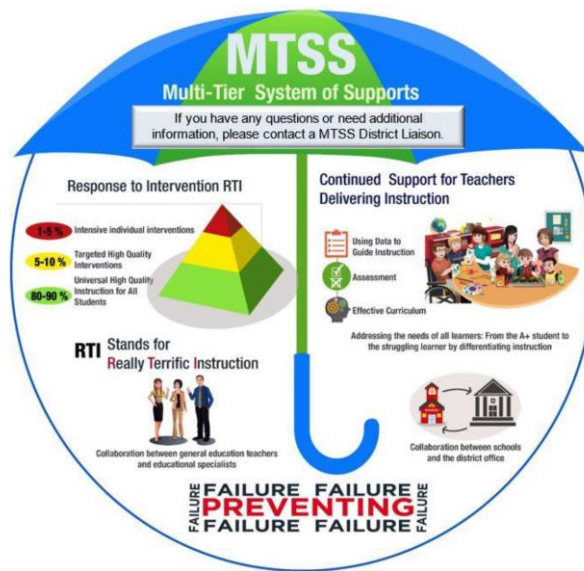 MTSS
Multi-Tier System of Supports
If you have any questions or need additional
information, please contact a MTSS District Liaison.
Response to Intervention RTI
1-5 %
Intensive individual interventions
5-10 %
Targeted High Quality
Interventions
80-90 %
Universal High Quality
Instruction for All
Students
RTI Stands for
Really Terrific Instruction
Collaboration between general education teachers
and educational specialists
Continued Support for Teachers
Delivering Instruction
Using Data to
Guide Instruction
Assessment
Effective Curriculum
Addressing the needs of all learners: From the A+ student to
the struggling learner by differentiating instruction
SCHOOL
Collaboration between schools
and the district office
FAILURE
FAILURE FAILURE
PREVENTING
FAILURE FAILURE
FAILURE